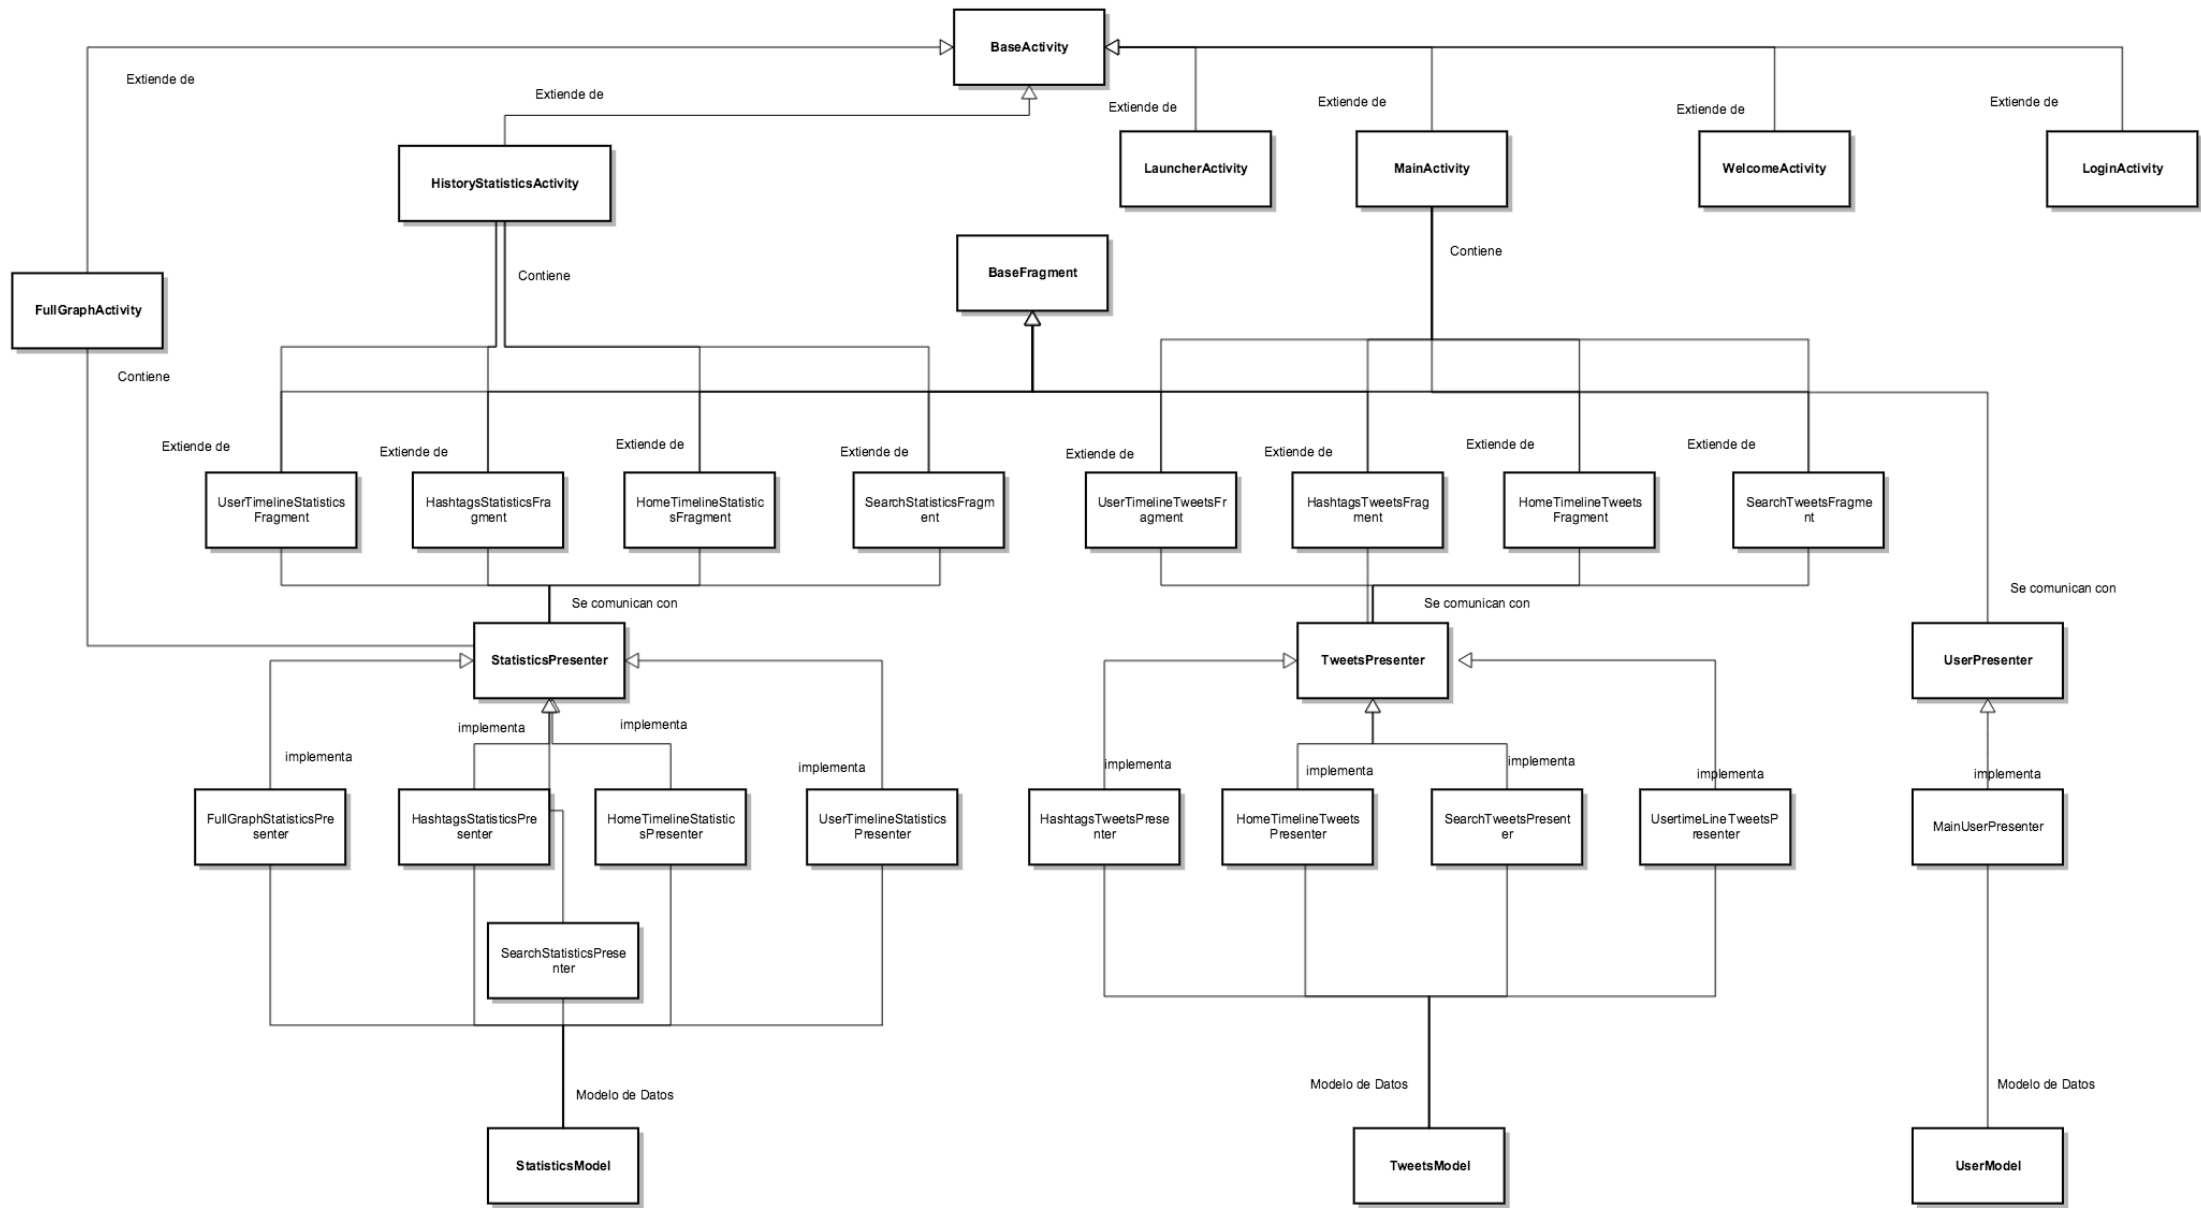 BaseActivity
Extiende de
Extiende de
Extiende de
Extiende de
Extiende de
Extiende de
HistoryStatisticsActivity
LauncherActivity
MainActivity
WelcomeActivity
LoginActivity
Contiene
BaseFragment
Contiene
FullGraphActivity
Contiene
Extiende de
Extiende de
Extiende de
Extiende de
Extiende de
Extiende de
Extiende de
Extiende de
UserTimelineStatistics
Fragment
HashtagsStatisticsFra
gment
HomeTimelineStatistic
sFragment
SearchStatisticsFragm
ent
UserTimelineTweetsFr
agment
HashtagsTweetsFrag
ment
HomeTimelineTweets
Fragment
SearchTweetsFragme
nt
Se comunican con
Se comunican con
Se comunican con
StatisticsPresenter
TweetsPresenter
UserPresenter
implementa
implementa
implementa
implementa
implementa
implementa
implementa
implementa
implementa
FullGraphStatisticsPre
senter
HashtagsStatisticsPre
senter
HomeTimelineStatistic
sPresenter
UserTimelineStatistics
Presenter
HashtagsTweetsPrese
nter
HomeTimelineTweets
Presenter
SearchTweetsPresent
er
UsertimeLineTweetsP
resenter
MainUserPresenter
SearchStatisticsPrese
nter
Modelo de Datos
Modelo de Datos
Modelo de Datos
StatisticsModel
TweetsModel
UserModel